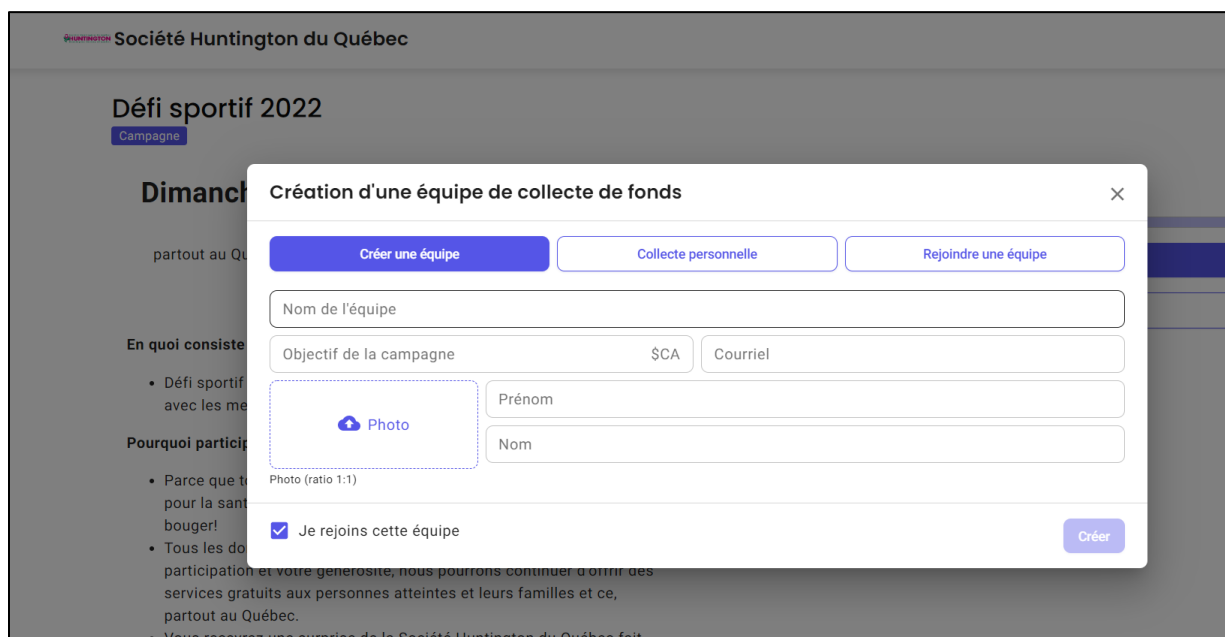 HUNTINGTON Société Huntington du Québec
Défi sportif 2022
Campagne
Dimanch
partout au Qu
En quoi consiste
• Défi sportif
avec les me
Pourquoi particip
• Parce que t
pour la sant
bouger!
• Tous les do
participation et votre générosité, nous pourrons continuer d'offrir des
services gratuits aux personnes atteintes et leurs familles et ce,
partout au Québec.
Création d'une équipe de collecte de fonds
Créer une équipe
Collecte personnelle
Rejoindre une équipe
Nom de l'équipe
Objectif de la campagne $CA
Courriel
Photo
Prénom
Nom
Photo (ratio 1:1)
Je rejoins cette équipe
Créer